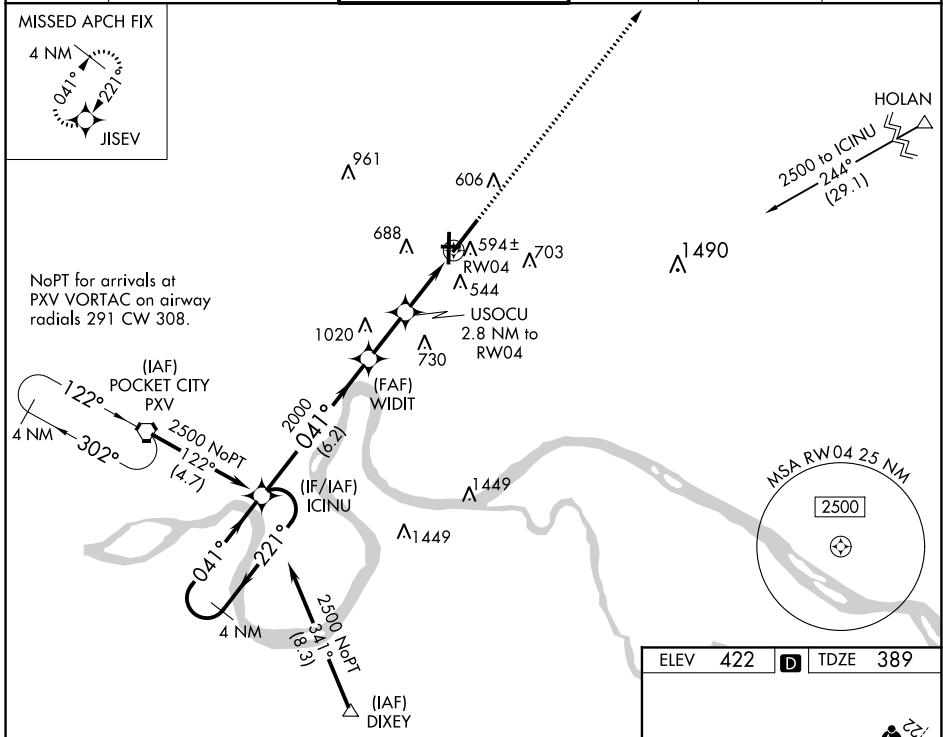 MISSED APCH FIX
4 NM
041°
221°
JISEV
HOLAN
2500 to ICINU
244°
(29.1)
961
606
688
594±
RW04
703
1490
544
NoPT for arrivals at
PXV VORTAC on airway
radials 291 CW 308.
USOCU
2.8 NM to
RW04
1020
730
(FAF)
WIDIT
(IAF)
POCKET CITY
PXV
122°
302°
4 NM
2500 NoPT
122°
(4.7)
2000
041°
(6.2)
(IF/IAF)
ICINU
1449
1449
MSA RW04 25 NM
2500
041°
221°
4 NM
2500 NoPT
341°
(8.3)
(IAF)
DIXEY
ELEV 422 D TDZE 389